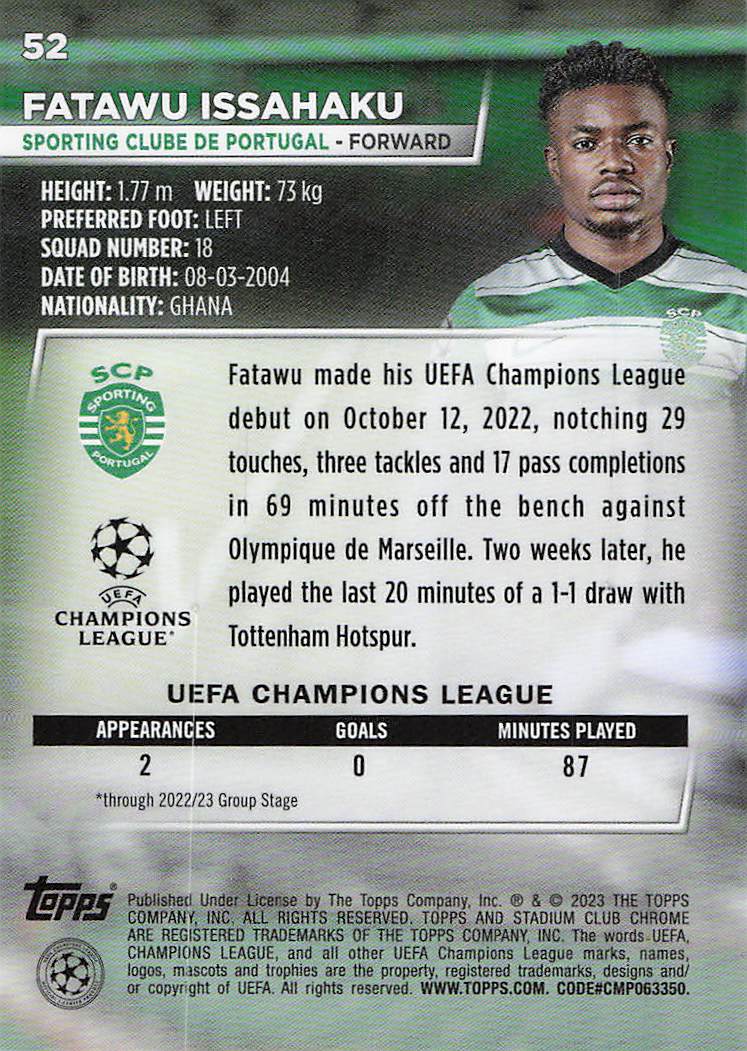 52
FATAWU ISSAHAKU
SPORTING CLUBE DE PORTUGAL - FORWARD
HEIGHT: 1.77 m WEIGHT: 73 kg
PREFERRED FOOT: LEFT
SQUAD NUMBER: 18
DATE OF BIRTH: 08-03-2004
NATIONALITY: GHANA
SCP
SCP
SPORTING
PORTUGAL
Fatawu made his UEFA Champions League
debut on October 12, 2022, notching 29
touches, three tackles and 17 pass completions
in 69 minutes off the bench against
Olympique de Marseille. Two weeks later, he
played the last 20 minutes of a 1-1 draw with
Tottenham Hotspur.
UEFA
CHAMPIONS
LEAGUE®
UEFA CHAMPIONS LEAGUE
APPEARANCES GOALS MINUTES PLAYED
2 0 87
*through 2022/23 Group Stage
Topps®
Published Under License by The Topps Company, Inc. ® & © 2023 THE TOPPS
COMPANY, INC. ALL RIGHTS RESERVED. TOPPS AND STADIUM CLUB CHROME
ARE REGISTERED TRADEMARKS OF THE TOPPS COMPANY, INC. The words UEFA,
CHAMPIONS LEAGUE, and all other UEFA Champions League marks, names,
logos, mascots and trophies are the property, registered trademarks, designs and/
or copyright of UEFA. All rights reserved. WWW.TOPPS.COM. CODE#CMP063350.